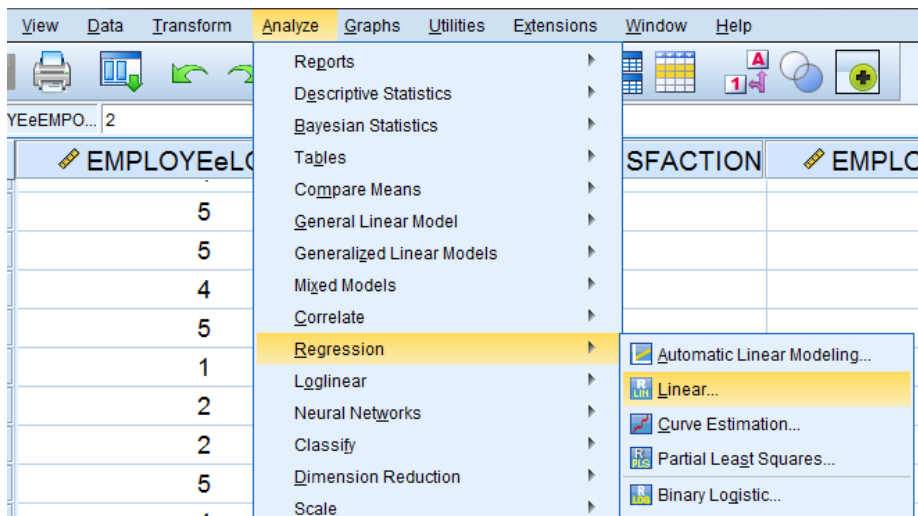 View Data Transform Analyze Graphs Utilities Extensions Window Help
YEeEMPO... 2
EMPLOYEeLO SFACTION EMPLO
5
5
4
5
1
2
2
5
Reports
Descriptive Statistics
Bayesian Statistics
Tables
Compare Means
General Linear Model
Generalized Linear Models
Mixed Models
Correlate
Regression
Loglinear
Neural Networks
Classify
Dimension Reduction
Scale
Automatic Linear Modeling...
Linear...
Curve Estimation...
Partial Least Squares...
Binary Logistic...